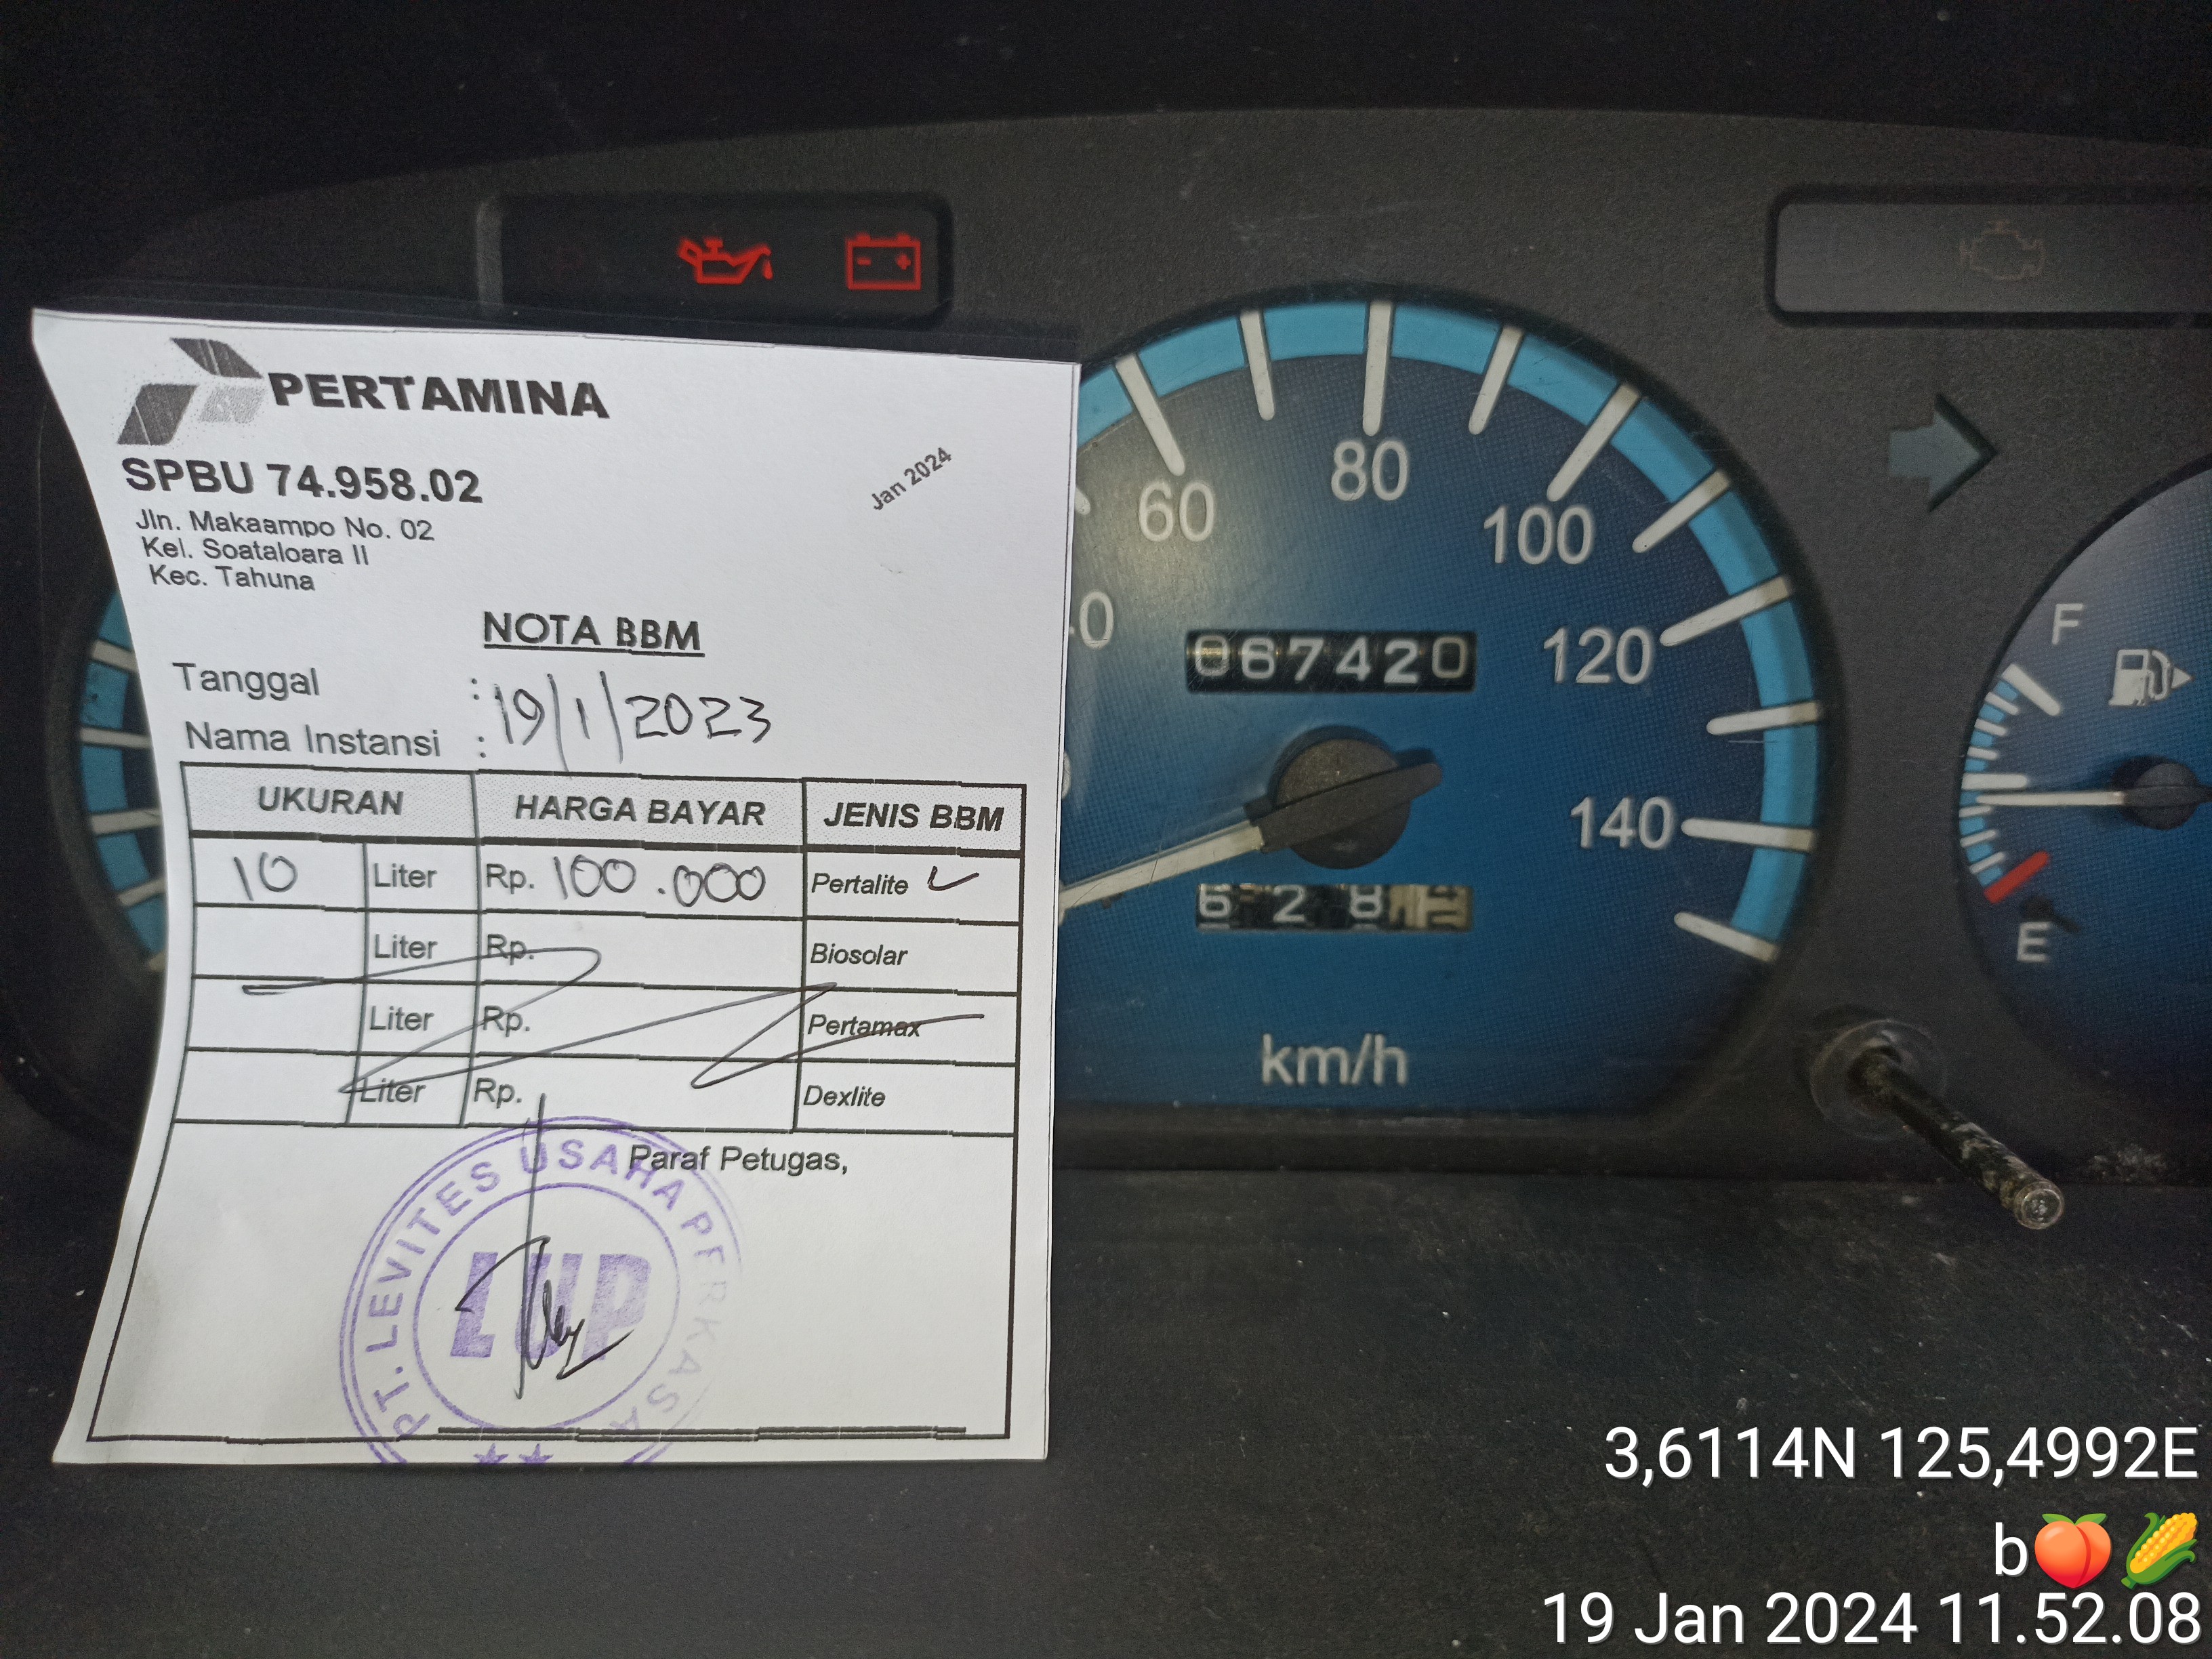 PERTAMINA
SPBU 74.958.02
Jln. Makaampo No. 02
Kel. Soataloara II
Kec. Tahuna
Jan 2024
NOTA BBM
Tanggal : 19/1/2023
Nama Instansi :
UKURAN HARGA BAYAR JENIS BBM
10 Liter Rp. 100.000 Pertalite ✓
Liter Rp. Biosolar
Liter Rp. Pertamax
Liter Rp. Dexlite
Paraf Petugas,
PT. LEVITES USAHA PERKASA
LUP
60
80
100
120
140
067420
6 2 8
km/h
F
E
3,6114N 125,4992E
b🍑🌽
19 Jan 2024 11.52.08